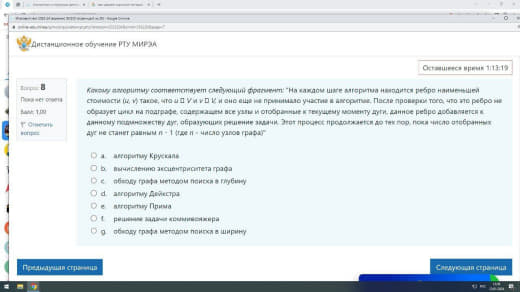 Дистанционное обучение РТУ МИРЭА
Оставшееся время 1:13:19
Вопрос 8
Пока нет ответа
Балл: 1,00
Отметить вопрос
Какому алгоритму соответствует следующий фрагмент: "На каждом шаге алгоритма находится ребро наименьшей
стоимости (u, v) такое, что u ▯ V и v ▯ V, и оно еще не принимало участие в алгоритме. После проверки того, что это ребро не
образует цикл на подграфе, содержащем все узлы и отобранные к текущему моменту дуги, данное ребро добавляется к
данному подмножеству дуг, образующих решение задачи. Этот процесс продолжается до тех пор, пока число отобранных
дуг не станет равным n - 1 (где n - число узлов графа)"
a. алгоритму Крускала
b. вычислению эксцентриситета графа
c. обходу графа методом поиска в глубину
d. алгоритму Дейкстра
e. алгоритму Прима
f. решение задачи коммивояжера
g. обходу графа методом поиска в ширину
Предыдущая страница
Следующая страница